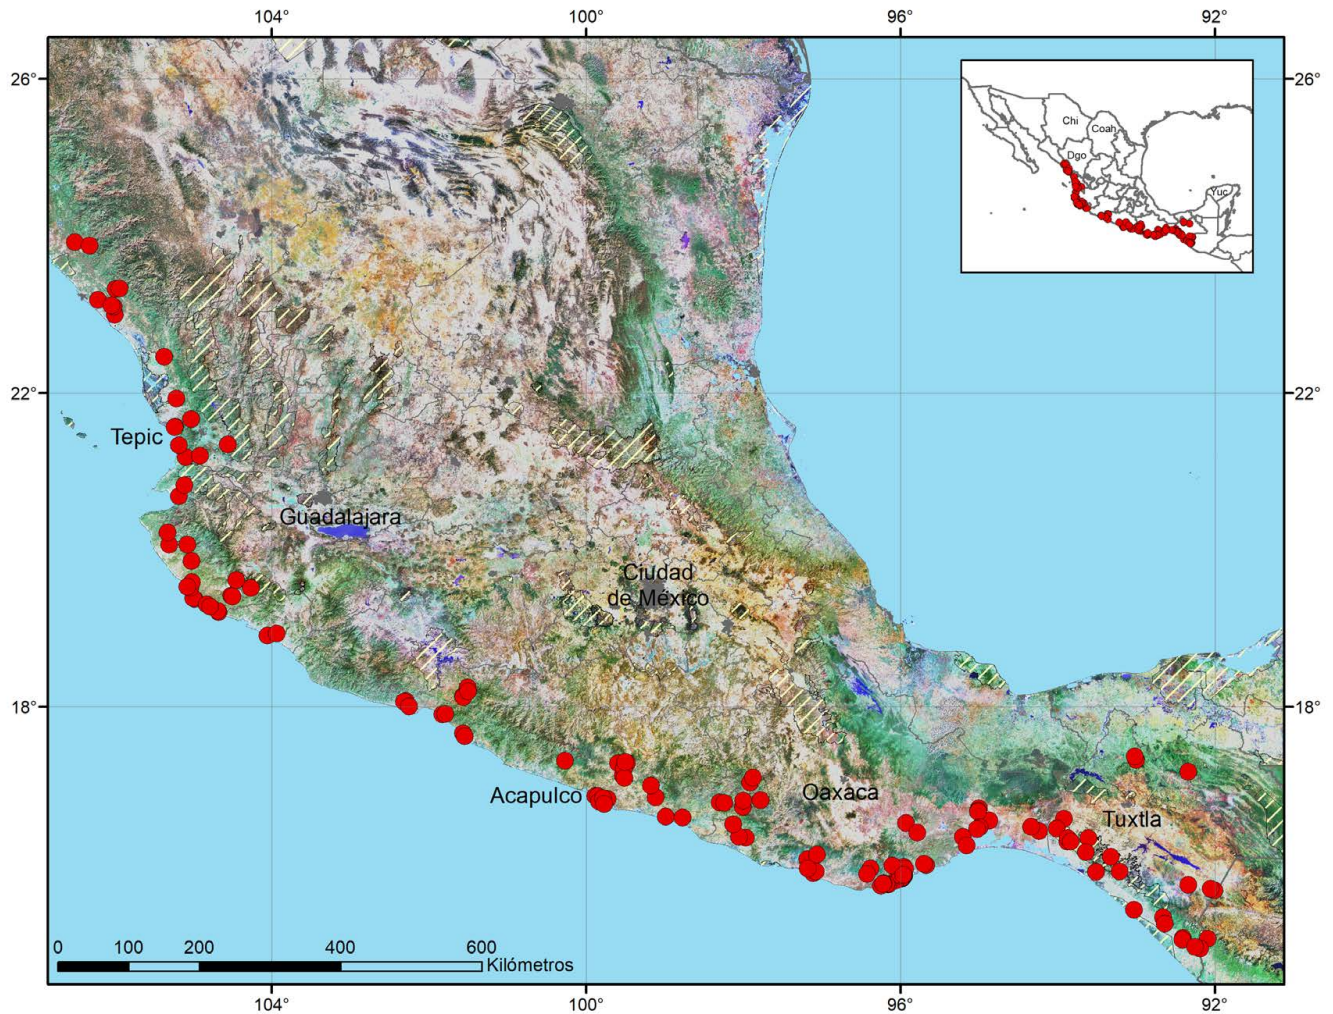 104°
100°
96°
92°
26°
26°
Chi
Coah
Dgo
Yuc
22°
22°
Tepic
Guadalajara
Ciudad
de México
18°
18°
Acapulco
Oaxaca
Tuxtla
0
100
200
400
600
Kilómetros
104°
100°
96°
92°